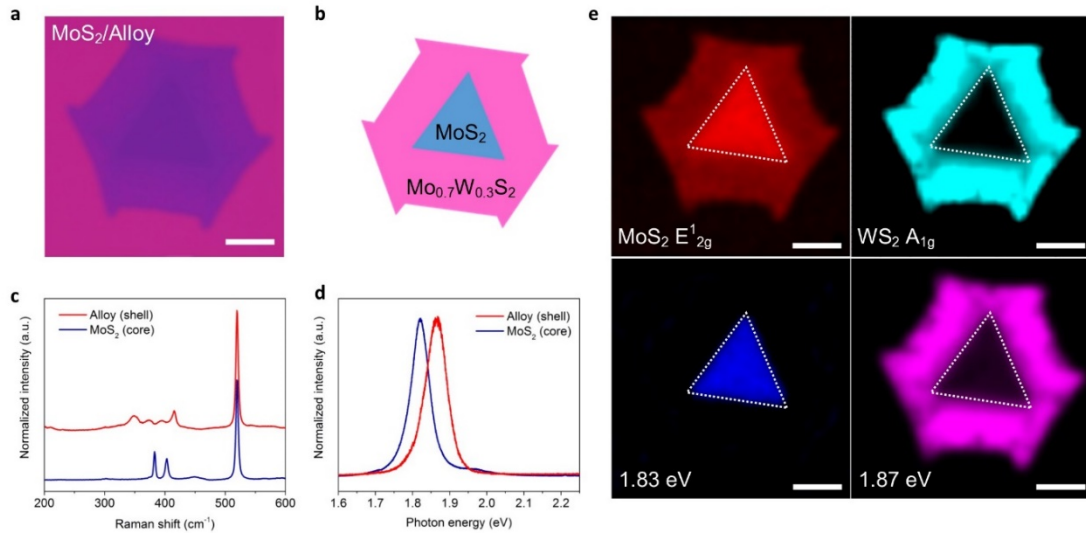 a
MoS₂/Alloy
b
MoS₂
Mo₀.₇W₀.₃S₂
c
Alloy (shell)
MoS₂ (core)
Normalized intensity (a.u.)
200 300 400 500 600
Raman shift (cm⁻¹)
d
Alloy (shell)
MoS₂ (core)
Normalized intensity (a.u.)
1.6 1.7 1.8 1.9 2.0 2.1 2.2
Photon energy (eV)
e
MoS₂ E¹₂g
WS₂ A₁g
1.83 eV
1.87 eV